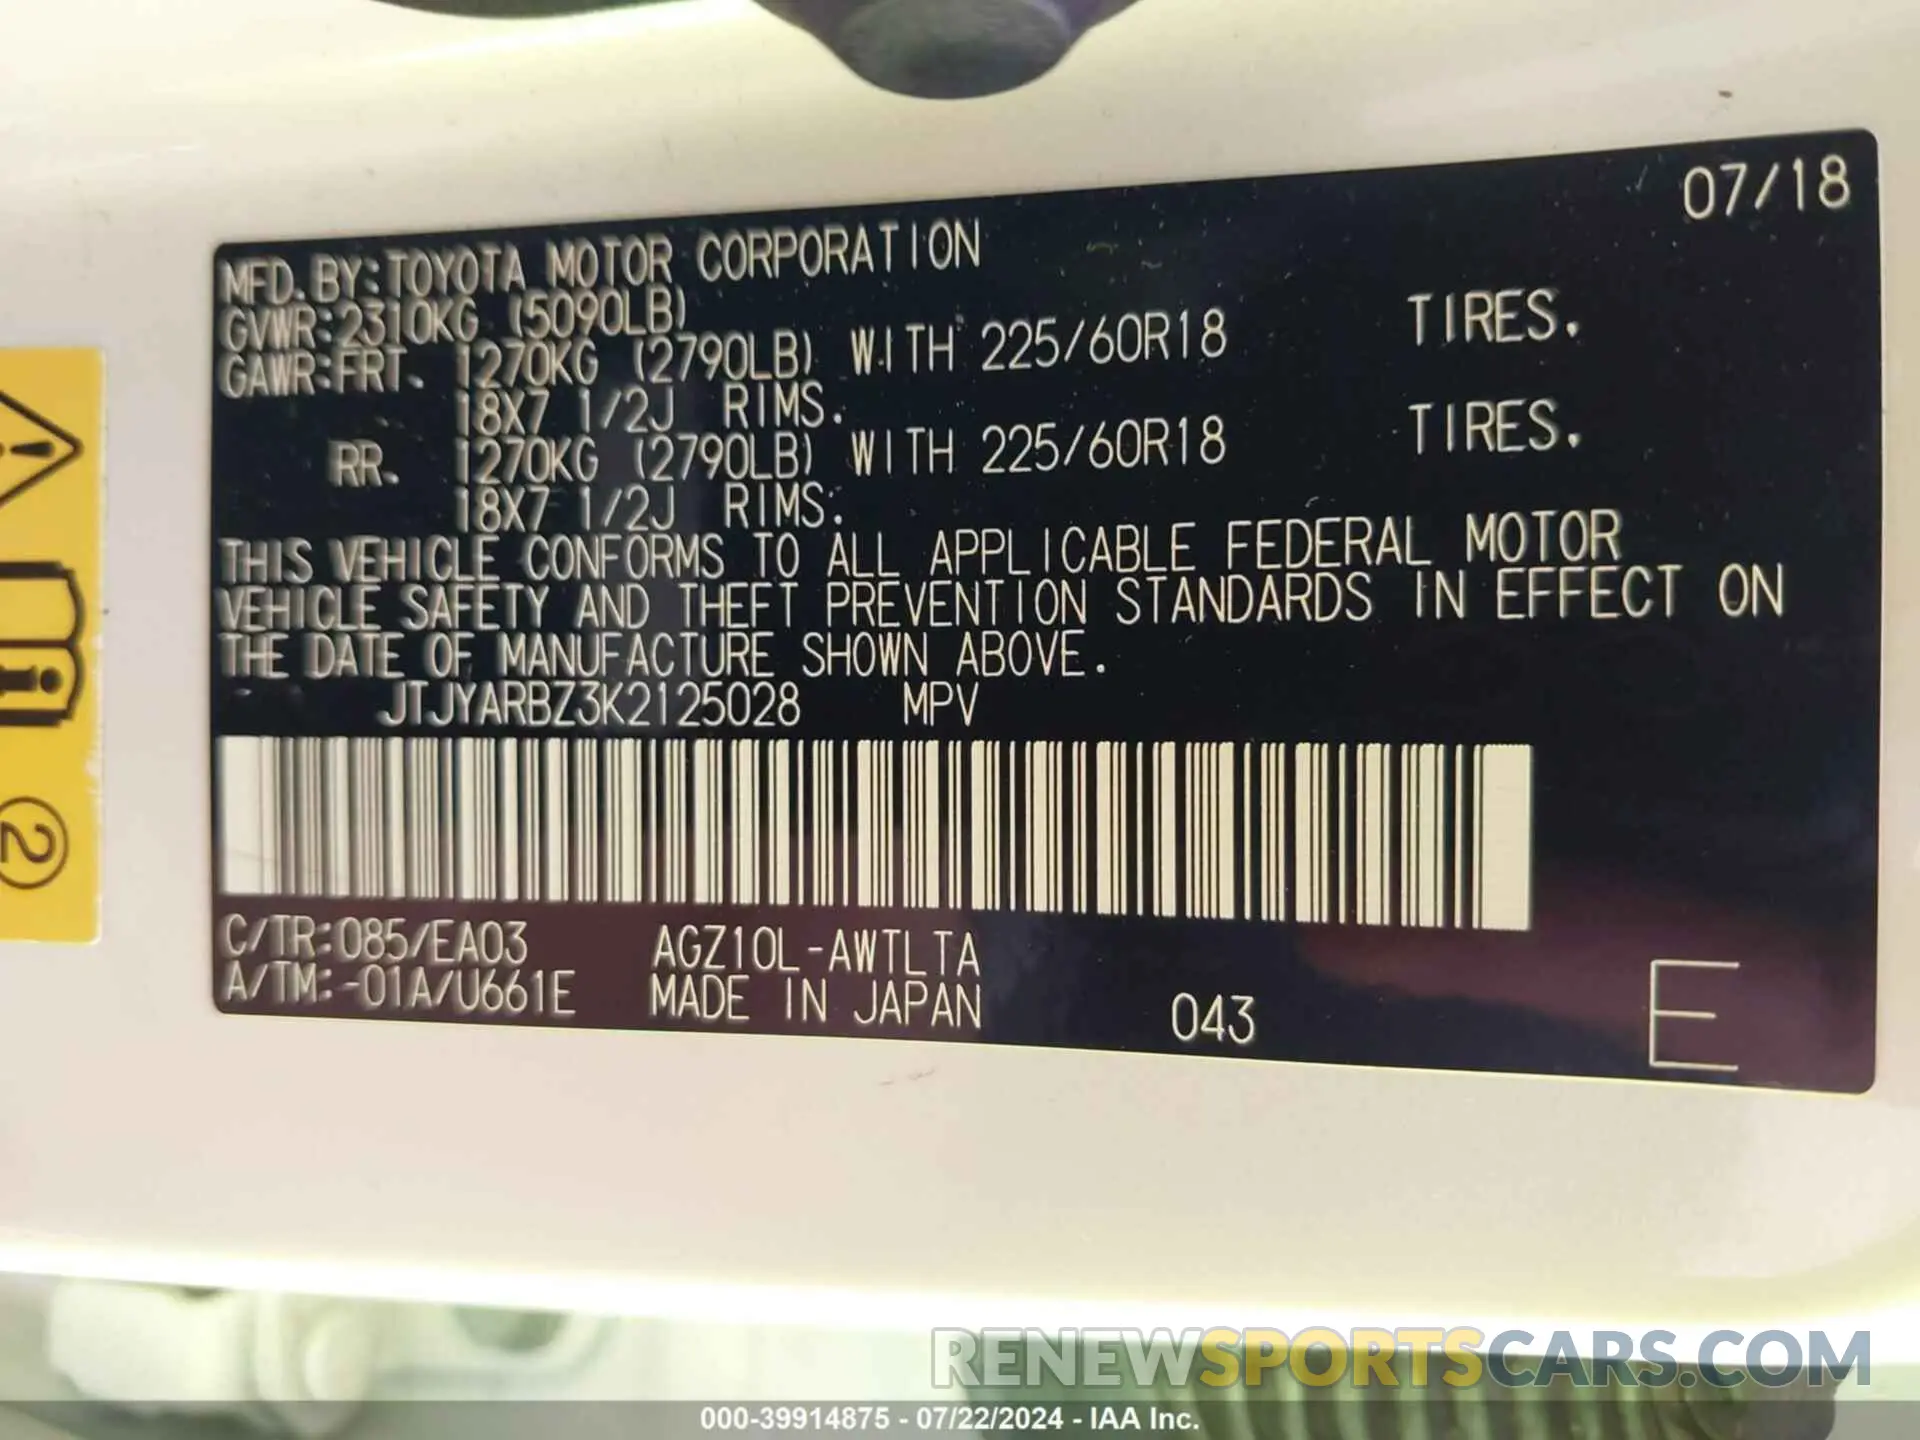 07/18
MFD.BY:TOYOTA MOTOR CORPORATION
GVWR:2310KG (5090LB)
GAWR:FRT. 1270KG (2790LB) WITH 225/60R18 TIRES.
18X7 1/2J RIMS.
RR. 1270KG (2790LB) WITH 225/60R18 TIRES.
18X7 1/2J RIMS.
THIS VEHICLE CONFORMS TO ALL APPLICABLE FEDERAL MOTOR
VEHICLE SAFETY AND THEFT PREVENTION STANDARDS IN EFFECT ON
THE DATE OF MANUFACTURE SHOWN ABOVE.
JTJYARBZ3K2125028 MPV
C/TR:085/EA03 AGZ10L-AWTLTA
A/TM:-01A/U661E MADE IN JAPAN 043 E
2
RENEWSPORTSCARS.COM
000-39914875 - 07/22/2024 - IAA Inc.